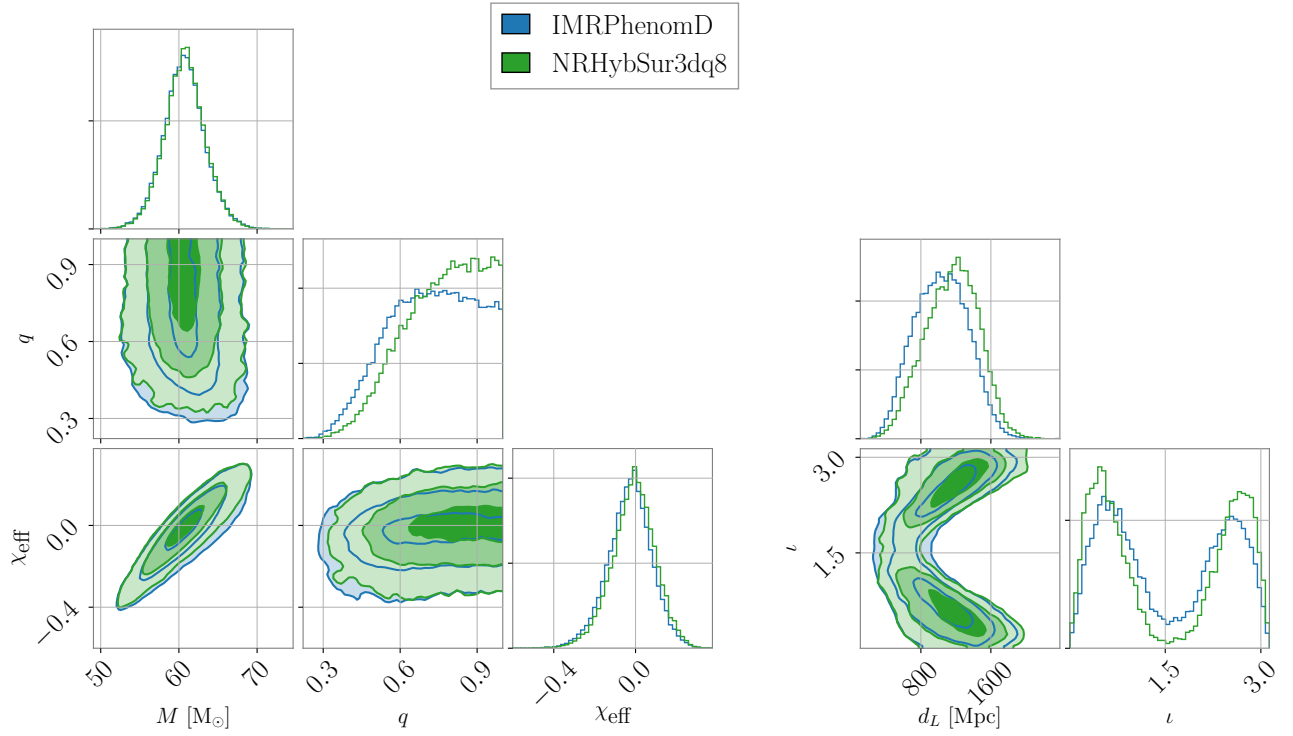 IMRPhenomD
NRHybSur3dq8
q
0.9
0.6
0.3
χeff
0.0
−0.4
50
60
70
M [M⊙]
0.3
0.6
0.9
q
−0.4
0.0
χeff
ι
3.0
1.5
800
1600
dL [Mpc]
1.5
3.0
ι